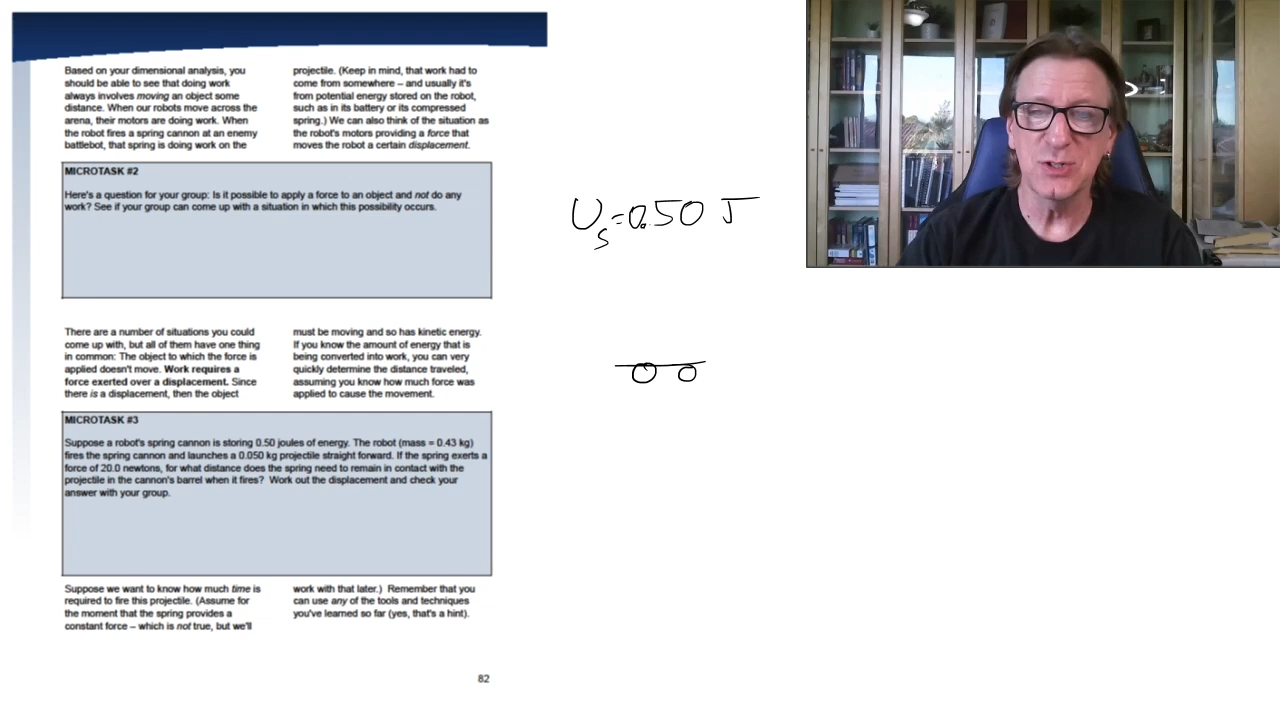 Based on your dimensional analysis, you
should be able to see that doing work
always involves moving an object some
distance. When our robots move across the
arena, their motors are doing work. When
the robot fires a spring cannon at an enemy
battlebot, that spring is doing work on the
projectile. (Keep in mind, that work had to
come from somewhere – and usually it's
from potential energy stored on the robot,
such as in its battery or its compressed
spring.) We can also think of the situation as
the robot's motors providing a force that
moves the robot a certain displacement.
MICROTASK #2
Here's a question for your group: Is it possible to apply a force to an object and not do any
work? See if your group can come up with a situation in which this possibility occurs.
There are a number of situations you could
come up with, but all of them have one thing
in common: The object to which the force is
applied doesn't move. Work requires a
force exerted over a displacement. Since
there is a displacement, then the object
must be moving and so has kinetic energy.
If you know the amount of energy that is
being converted into work, you can very
quickly determine the distance traveled,
assuming you know how much force was
applied to cause the movement.
MICROTASK #3
Suppose a robot's spring cannon is storing 0.50 joules of energy. The robot (mass = 0.43 kg)
fires the spring cannon and launches a 0.050 kg projectile straight forward. If the spring exerts a
force of 20.0 newtons, for what distance does the spring need to remain in contact with the
projectile in the cannon's barrel when it fires? Work out the displacement and check your
answer with your group.
Suppose we want to know how much time is
required to fire this projectile. (Assume for
the moment that the spring provides a
constant force – which is not true, but we'll
work with that later.) Remember that you
can use any of the tools and techniques
you've learned so far (yes, that's a hint).
82
Us=0.50 J